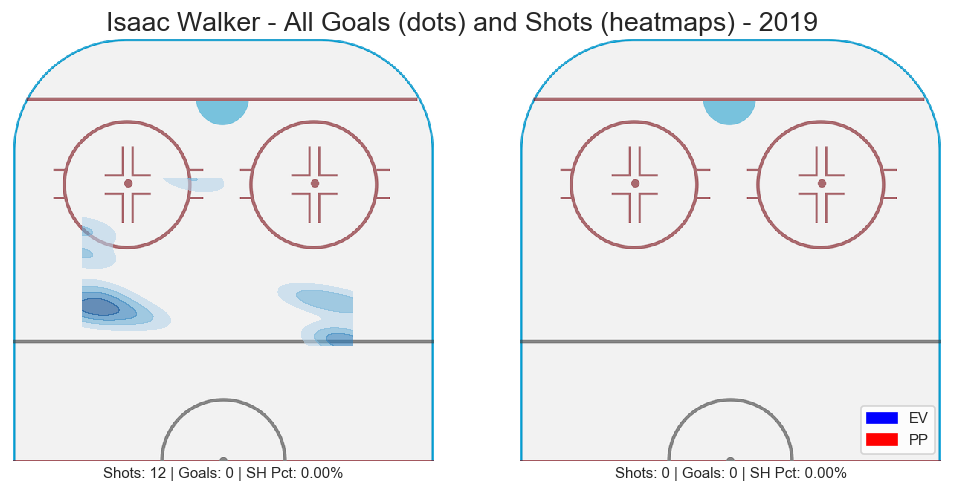 Isaac Walker - All Goals (dots) and Shots (heatmaps) - 2019
EV
PP
Shots: 12 | Goals: 0 | SH Pct: 0.00%
Shots: 0 | Goals: 0 | SH Pct: 0.00%